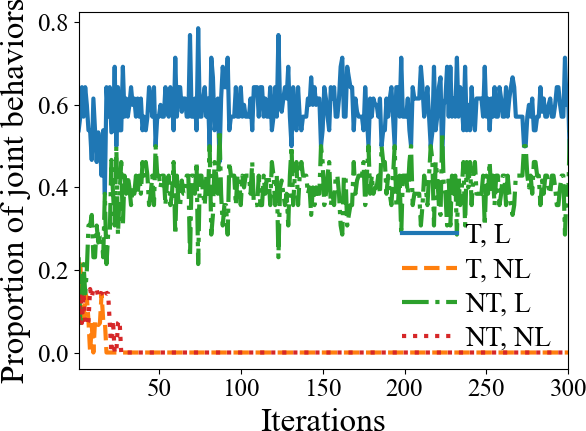 Proportion of joint behaviors
0.8
0.6
0.4
0.2
0.0
T, L
T, NL
NT, L
NT, NL
50
100
150
200
250
300
Iterations